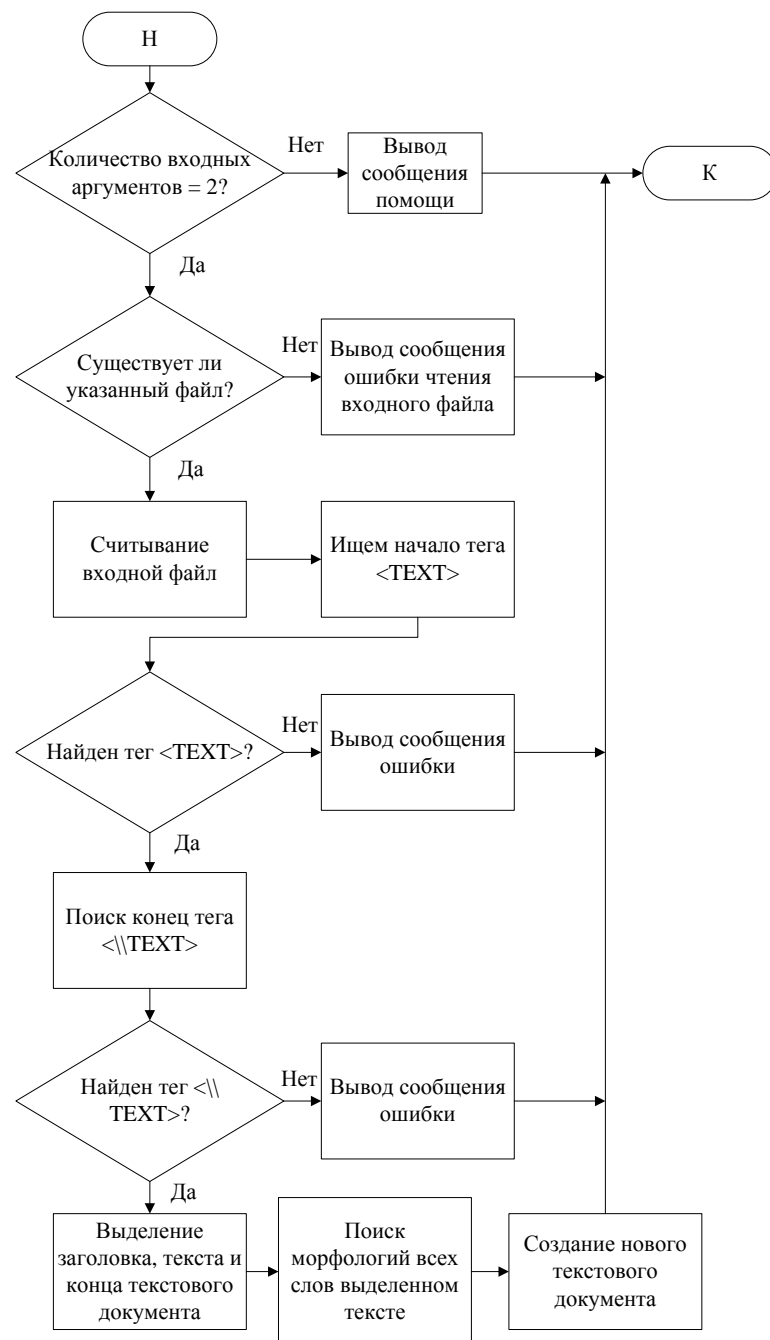 Н
Количество входных
аргументов = 2?
Нет
Вывод
сообщения
помощи
К
Да
Существует ли
указанный файл?
Нет
Вывод сообщения
ошибки чтения
входного файла
Да
Считывание
входной файл
Ищем начало тега
<TEXT>
Найден тег <TEXT>?
Нет
Вывод сообщения
ошибки
Да
Поиск конец тега
<\\TEXT>
Найден тег <\\
TEXT>?
Нет
Вывод сообщения
ошибки
Да
Выделение
заголовка, текста и
конца текстового
документа
Поиск
морфологий всех
слов выделенном
тексте
Создание нового
текстового
документа